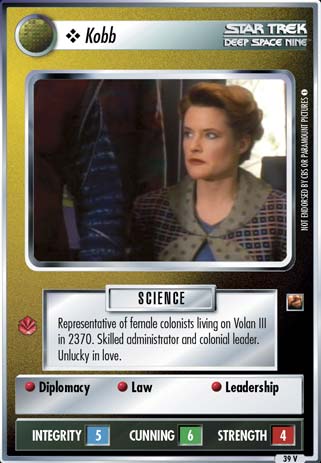 ❖ Kobb
STAR TREK
DEEP SPACE NINE
NOT ENDORSED BY CBS OR PARAMOUNT PICTURES
SCIENCE
Representative of female colonists living on Volan III
in 2370. Skilled administrator and colonial leader.
Unlucky in love.
Diplomacy Law Leadership
INTEGRITY 5 CUNNING 6 STRENGTH 4
39 V